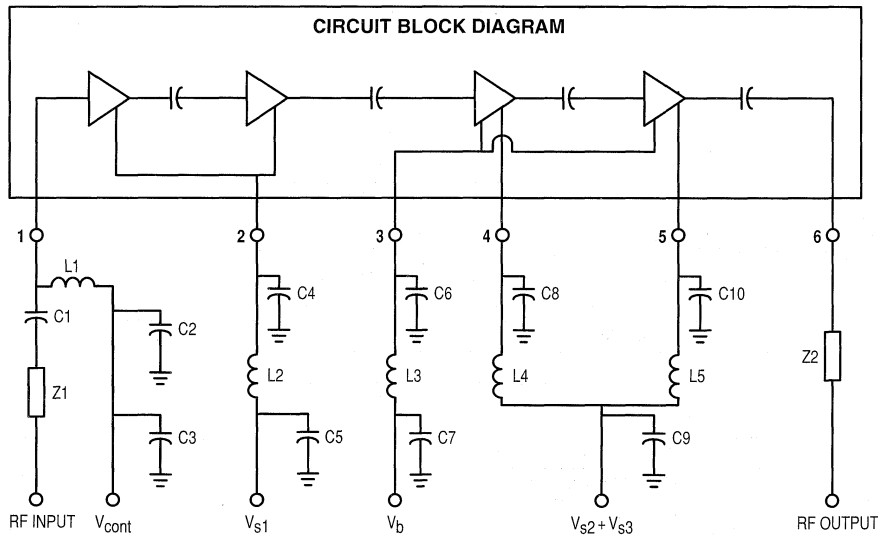 CIRCUIT BLOCK DIAGRAM
1
2
3
4
5
6
L1
C1
C2
Z1
C3
C4
L2
C5
C6
L3
C7
C8
L4
C10
L5
C9
Z2
RF INPUT
Vcont
Vs1
Vb
Vs2 + Vs3
RF OUTPUT